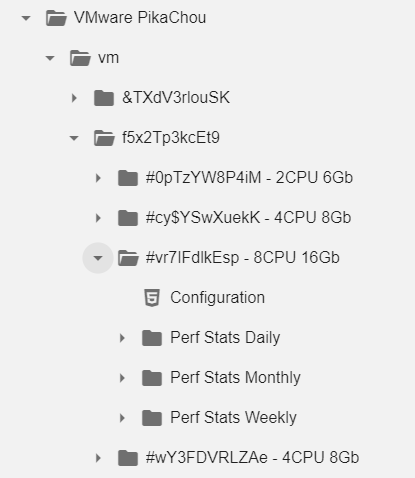 VMware PikaChou
vm
&TXdV3rlouSK
f5x2Tp3kcEt9
#0pTzYW8P4iM - 2CPU 6Gb
#cy$YSwXuekK - 4CPU 8Gb
#vr7lFdlkEsp - 8CPU 16Gb
Configuration
Perf Stats Daily
Perf Stats Monthly
Perf Stats Weekly
#wY3FDVRLZAe - 4CPU 8Gb